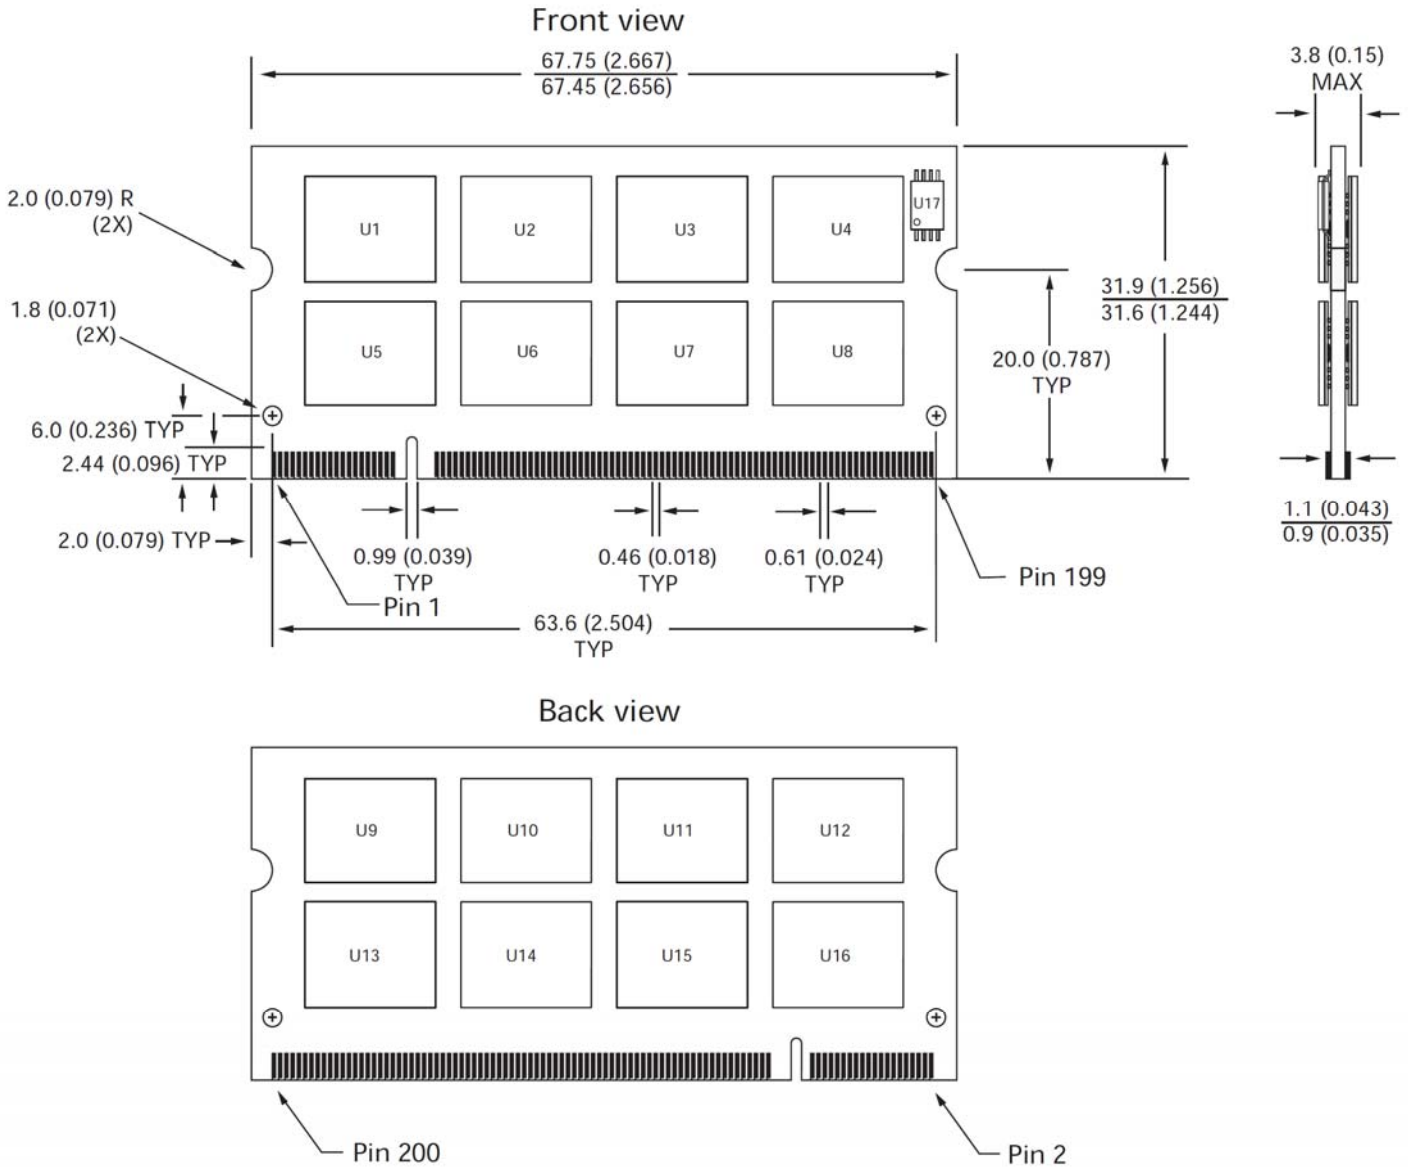 Front view
67.75 (2.667)
67.45 (2.656)
3.8 (0.15)
MAX
2.0 (0.079) R
(2X)
U1
U2
U3
U4
U17
1.8 (0.071)
(2X)
31.9 (1.256)
31.6 (1.244)
U5
U6
U7
U8
20.0 (0.787)
TYP
6.0 (0.236) TYP
2.44 (0.096) TYP
2.0 (0.079) TYP
0.99 (0.039)
TYP
0.46 (0.018)
TYP
0.61 (0.024)
TYP
1.1 (0.043)
0.9 (0.035)
Pin 1
Pin 199
63.6 (2.504)
TYP
Back view
U9
U10
U11
U12
U13
U14
U15
U16
Pin 200
Pin 2